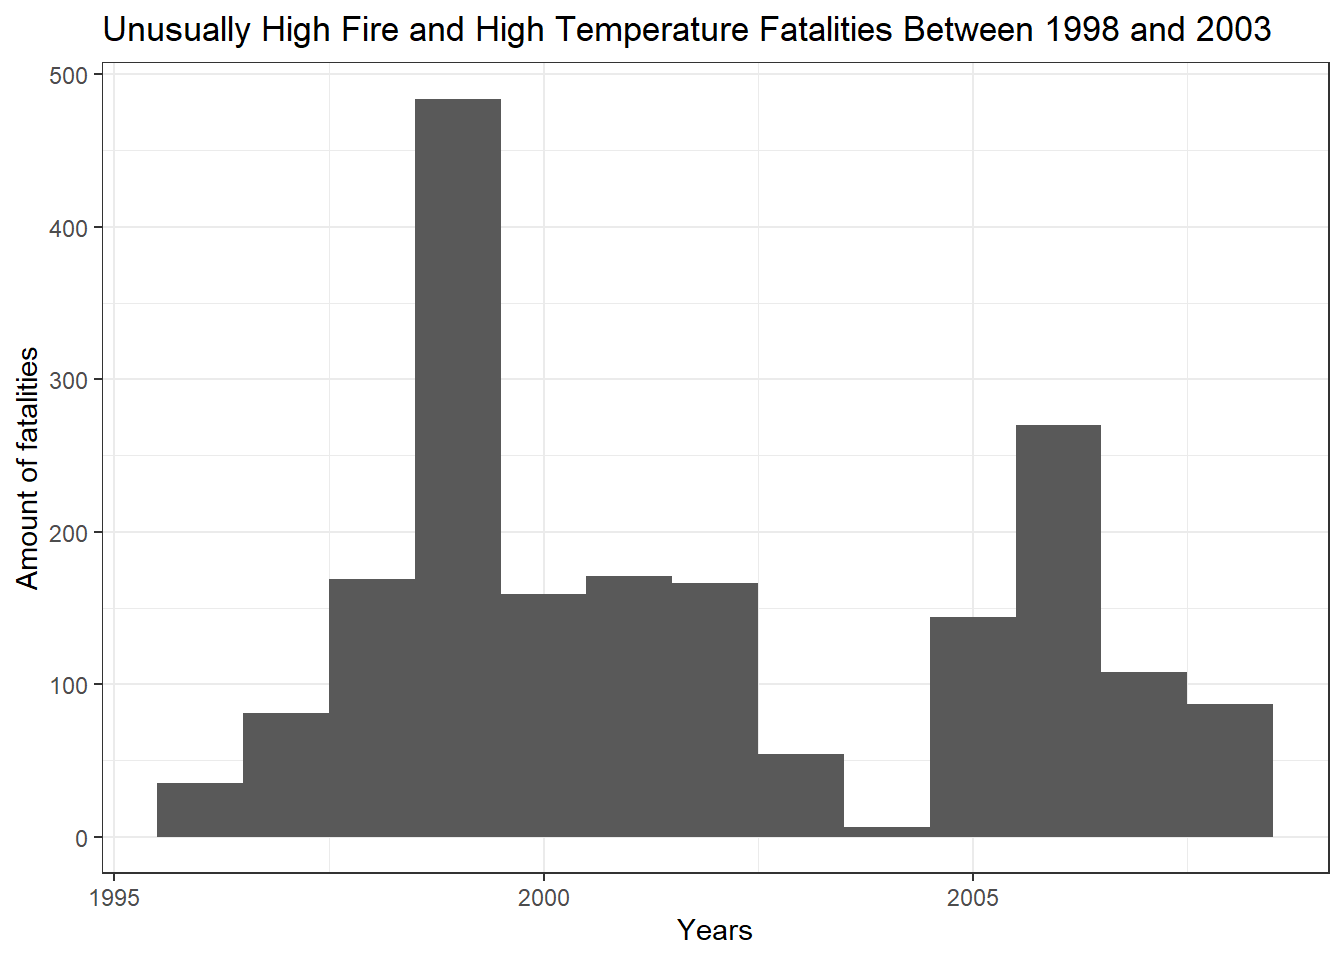 Unusually High Fire and High Temperature Fatalities Between 1998 and 2003
500
400
300
200
100
0
Amount of fatalities
1995 2000 2005
Years